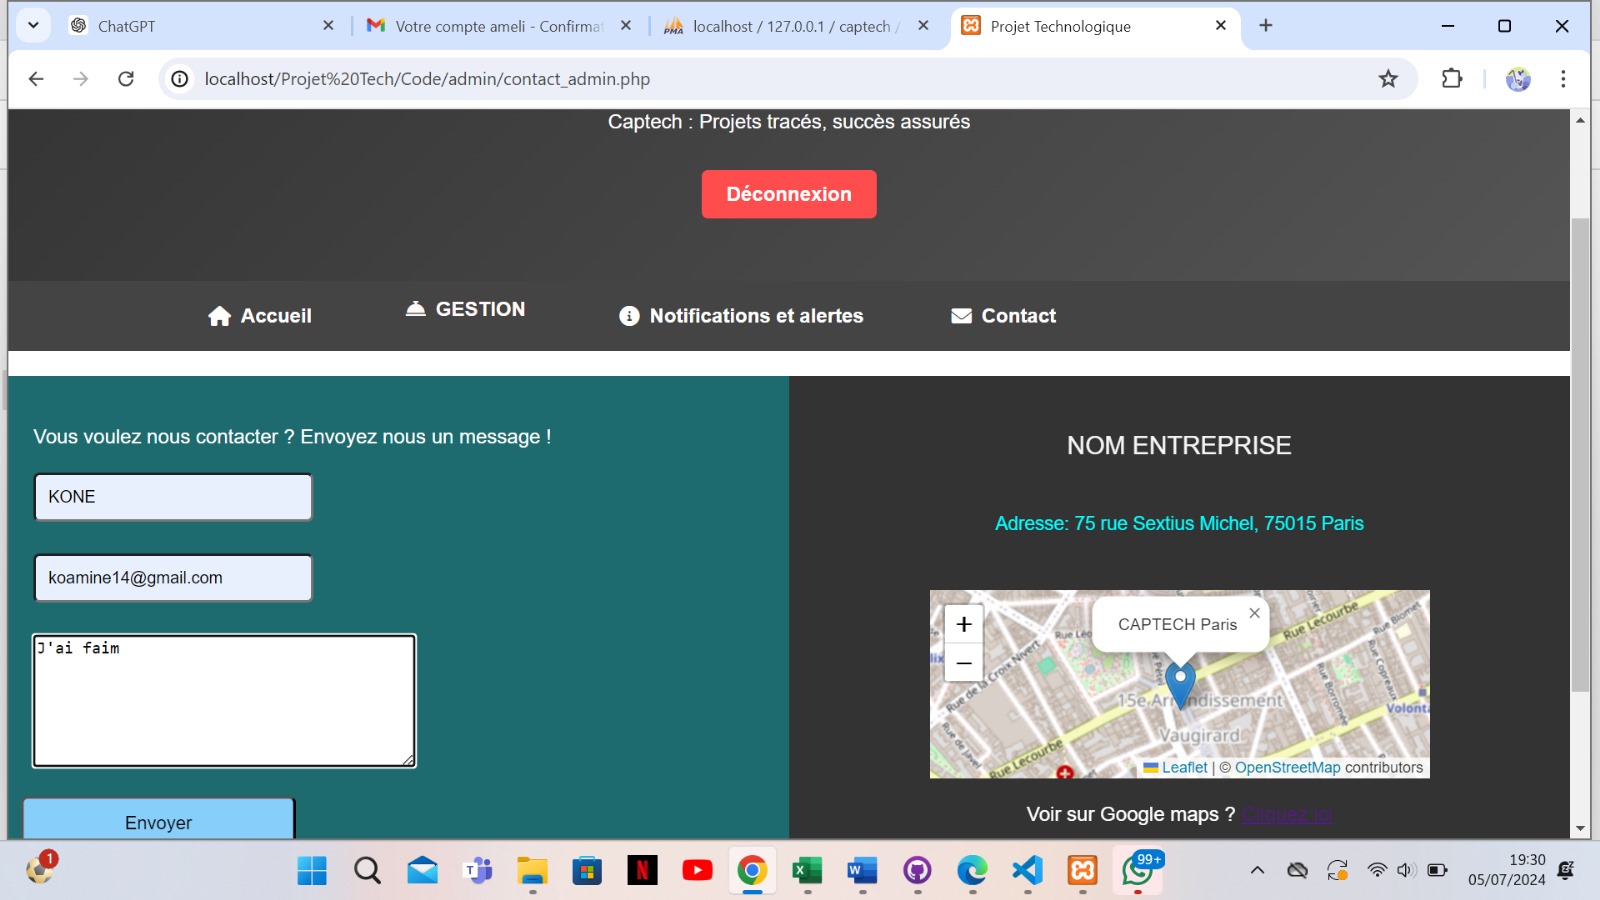 ChatGPT
Votre compte ameli - Confirmat
PMA
localhost / 127.0.0.1 / captech /
Projet Technologique
localhost/Projet%20Tech/Code/admin/contact_admin.php
Captech : Projets tracés, succès assurés
Déconnexion
Accueil
GESTION
Notifications et alertes
Contact
Vous voulez nous contacter ? Envoyez nous un message !
KONE
koamine14@gmail.com
J'ai faim
Envoyer
NOM ENTREPRISE
Adresse: 75 rue Sextius Michel, 75015 Paris
+
−
CAPTECH Paris
Rue Lecourbe
Rue de la Croix Nivert
Rue Borromée
15e Arrondissement
Vaugirard
Rue Lecourbe
Leaflet | © OpenStreetMap contributors
Voir sur Google maps ? Cliquez ici
1
99+
19:30
05/07/2024